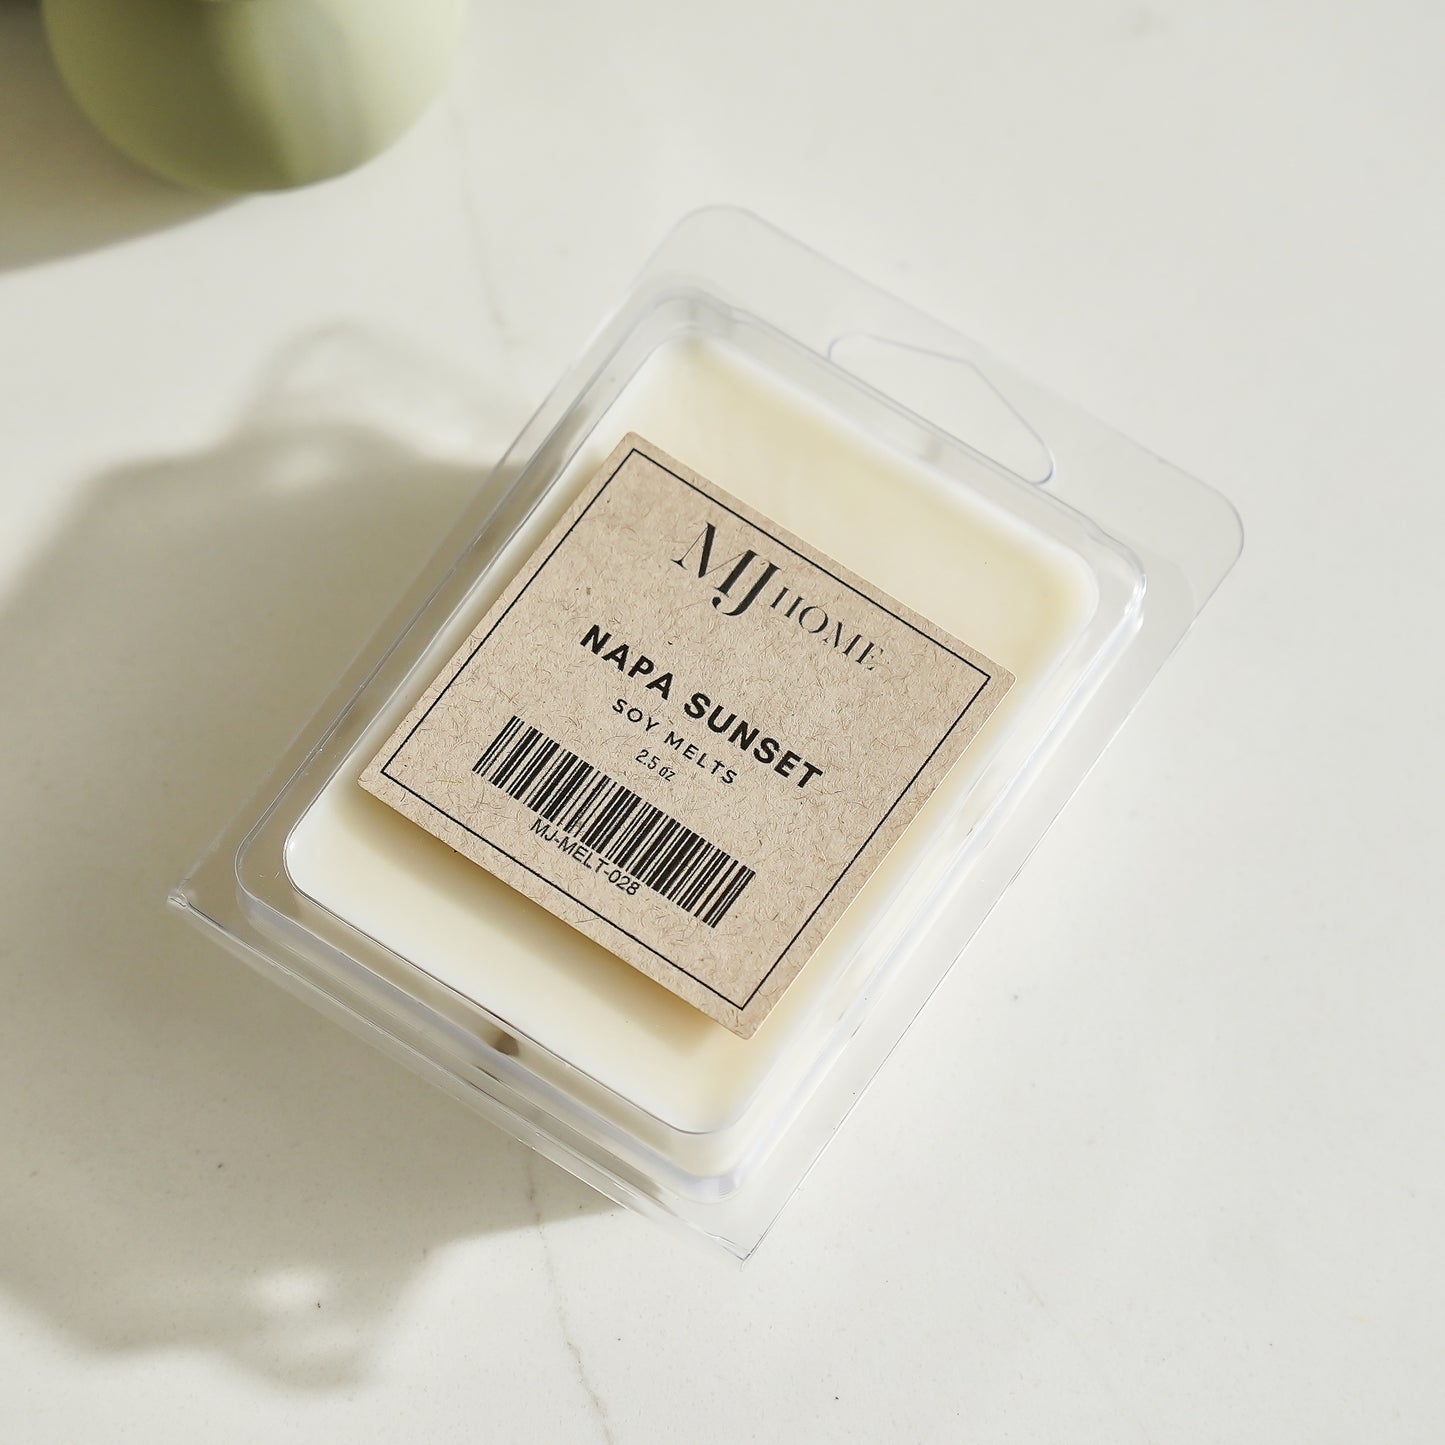 MJ HOME
NAPA SUNSET
SOY MELTS
2.5 oz
MJ-MELT-028